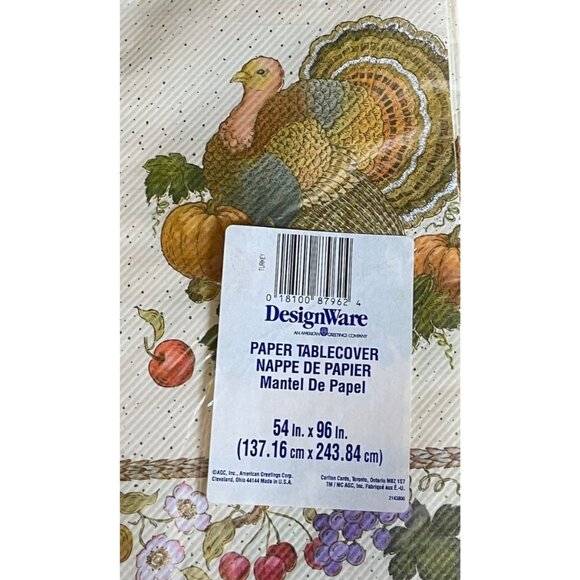 TURKEY
0 18100 87962 4
DesignWare
AN AMERICAN GREETINGS COMPANY
PAPER TABLECOVER
NAPPE DE PAPIER
Mantel De Papel
54 In. x 96 In.
(137.16 cm x 243.84 cm)
©AGC, Inc., American Greetings Corp.
Cleveland, Ohio 44144 Made in U.S.A.
Carlton Cards, Toronto, Ontario M8Z 1S7
TM / MC AGC, Inc. Fabriqué aux É.-U.
2143806